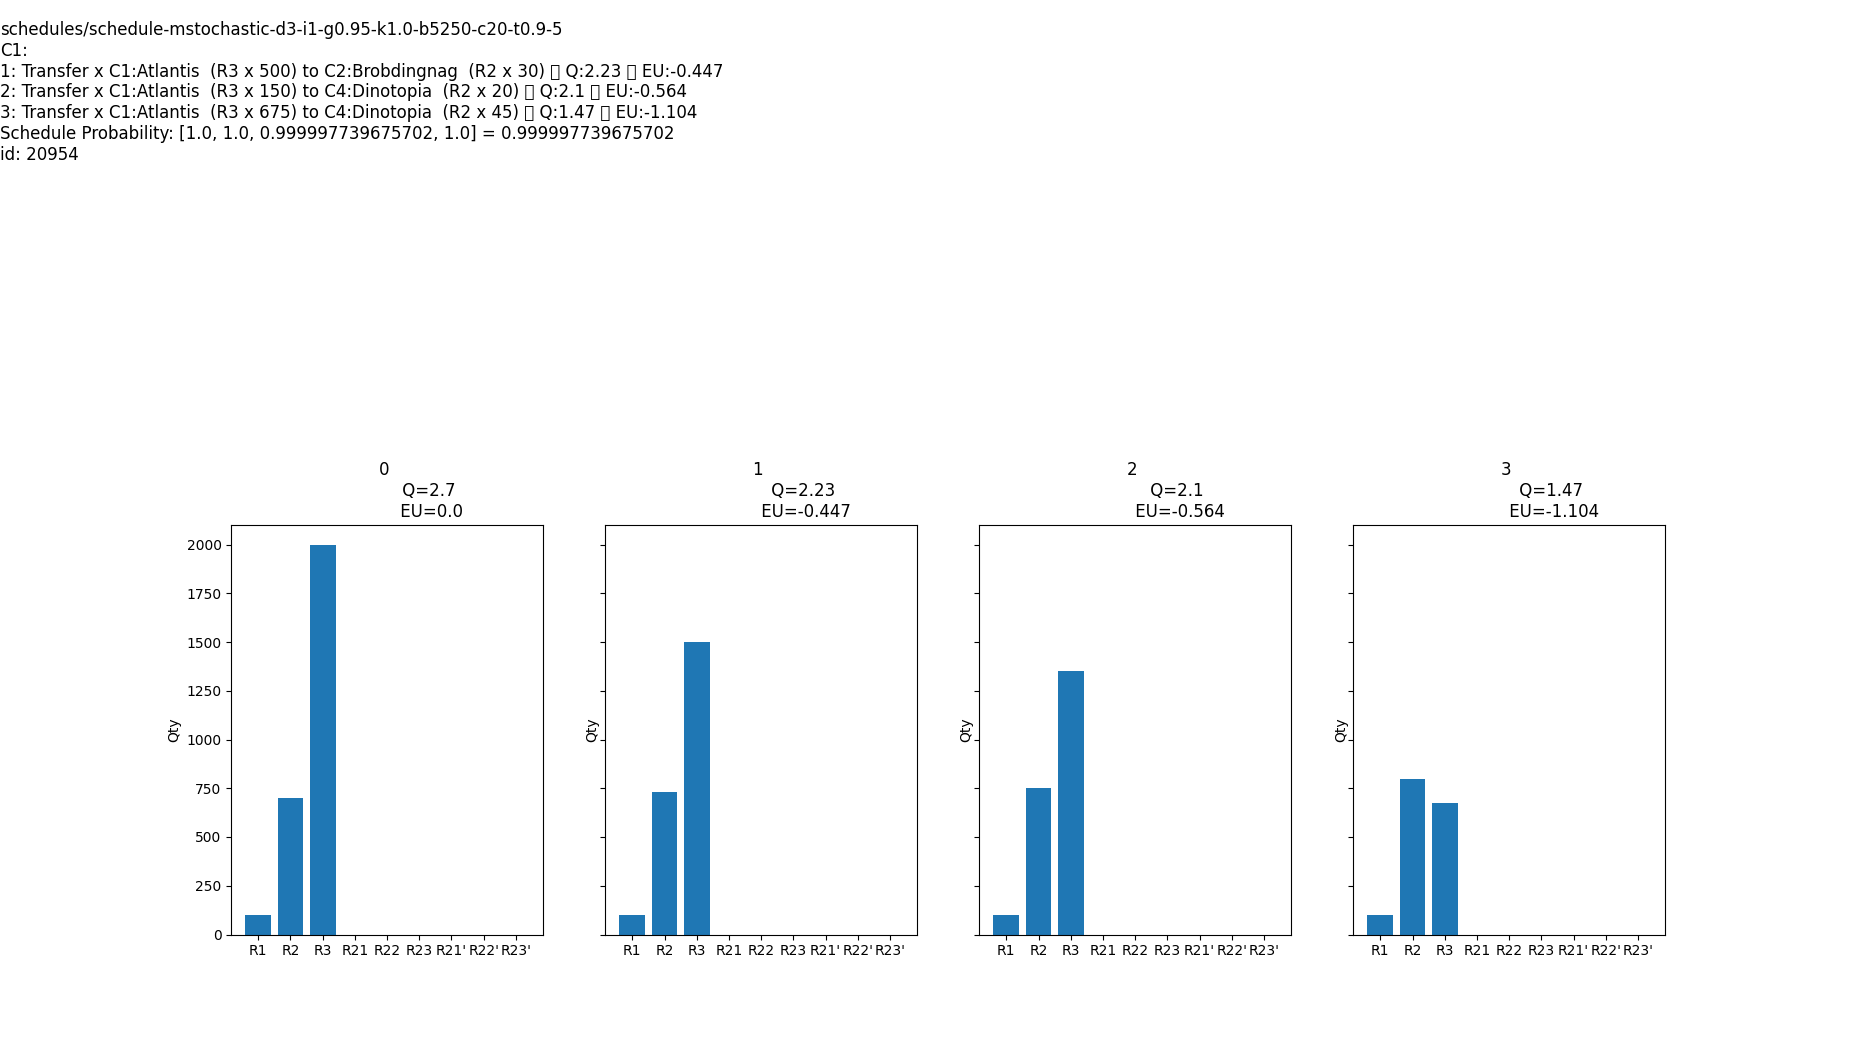 schedules/schedule-mstochastic-d3-i1-g0.95-k1.0-b5250-c20-t0.9-5
C1:
1: Transfer x C1:Atlantis  (R3 x 500) to C2:Brobdingnag  (R2 x 30) ▯ Q:2.23 ▯ EU:-0.447
2: Transfer x C1:Atlantis  (R3 x 150) to C4:Dinotopia  (R2 x 20) ▯ Q:2.1 ▯ EU:-0.564
3: Transfer x C1:Atlantis  (R3 x 675) to C4:Dinotopia  (R2 x 45) ▯ Q:1.47 ▯ EU:-1.104
Schedule Probability: [1.0, 1.0, 0.999997739675702, 1.0] = 0.999997739675702
id: 20954
0
Q=2.7
EU=0.0
2000
1750
1500
1250
1000
750
500
250
0
Qty
R1 R2 R3 R21 R22 R23 R21' R22' R23'
1
Q=2.23
EU=-0.447
Qty
R1 R2 R3 R21 R22 R23 R21' R22' R23'
2
Q=2.1
EU=-0.564
Qty
R1 R2 R3 R21 R22 R23 R21' R22' R23'
3
Q=1.47
EU=-1.104
Qty
R1 R2 R3 R21 R22 R23 R21' R22' R23'